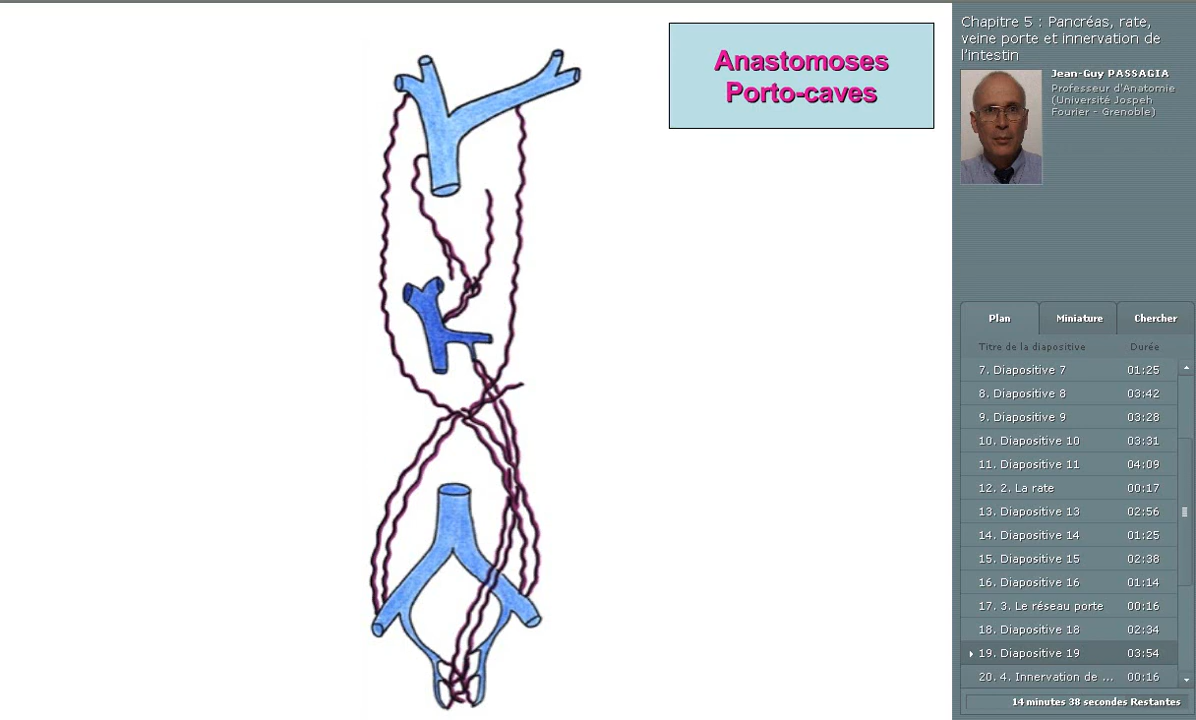 Anastomoses
Porto-caves
Chapitre 5 : Pancréas, rate,
veine porte et innervation de
l'intestin
Jean-Guy PASSAGIA
Professeur d'Anatomie
(Université Jospeh
Fourier - Grenoble)
Plan Miniature Chercher
Titre de la diapositive Durée
7. Diapositive 7 01:25
8. Diapositive 8 03:42
9. Diapositive 9 03:28
10. Diapositive 10 03:31
11. Diapositive 11 04:09
12. 2. La rate 00:17
13. Diapositive 13 02:56
14. Diapositive 14 01:25
15. Diapositive 15 02:38
16. Diapositive 16 01:14
17. 3. Le réseau porte 00:16
18. Diapositive 18 02:34
19. Diapositive 19 03:54
20. 4. Innervation de ... 00:16
14 minutes 38 secondes Restantes